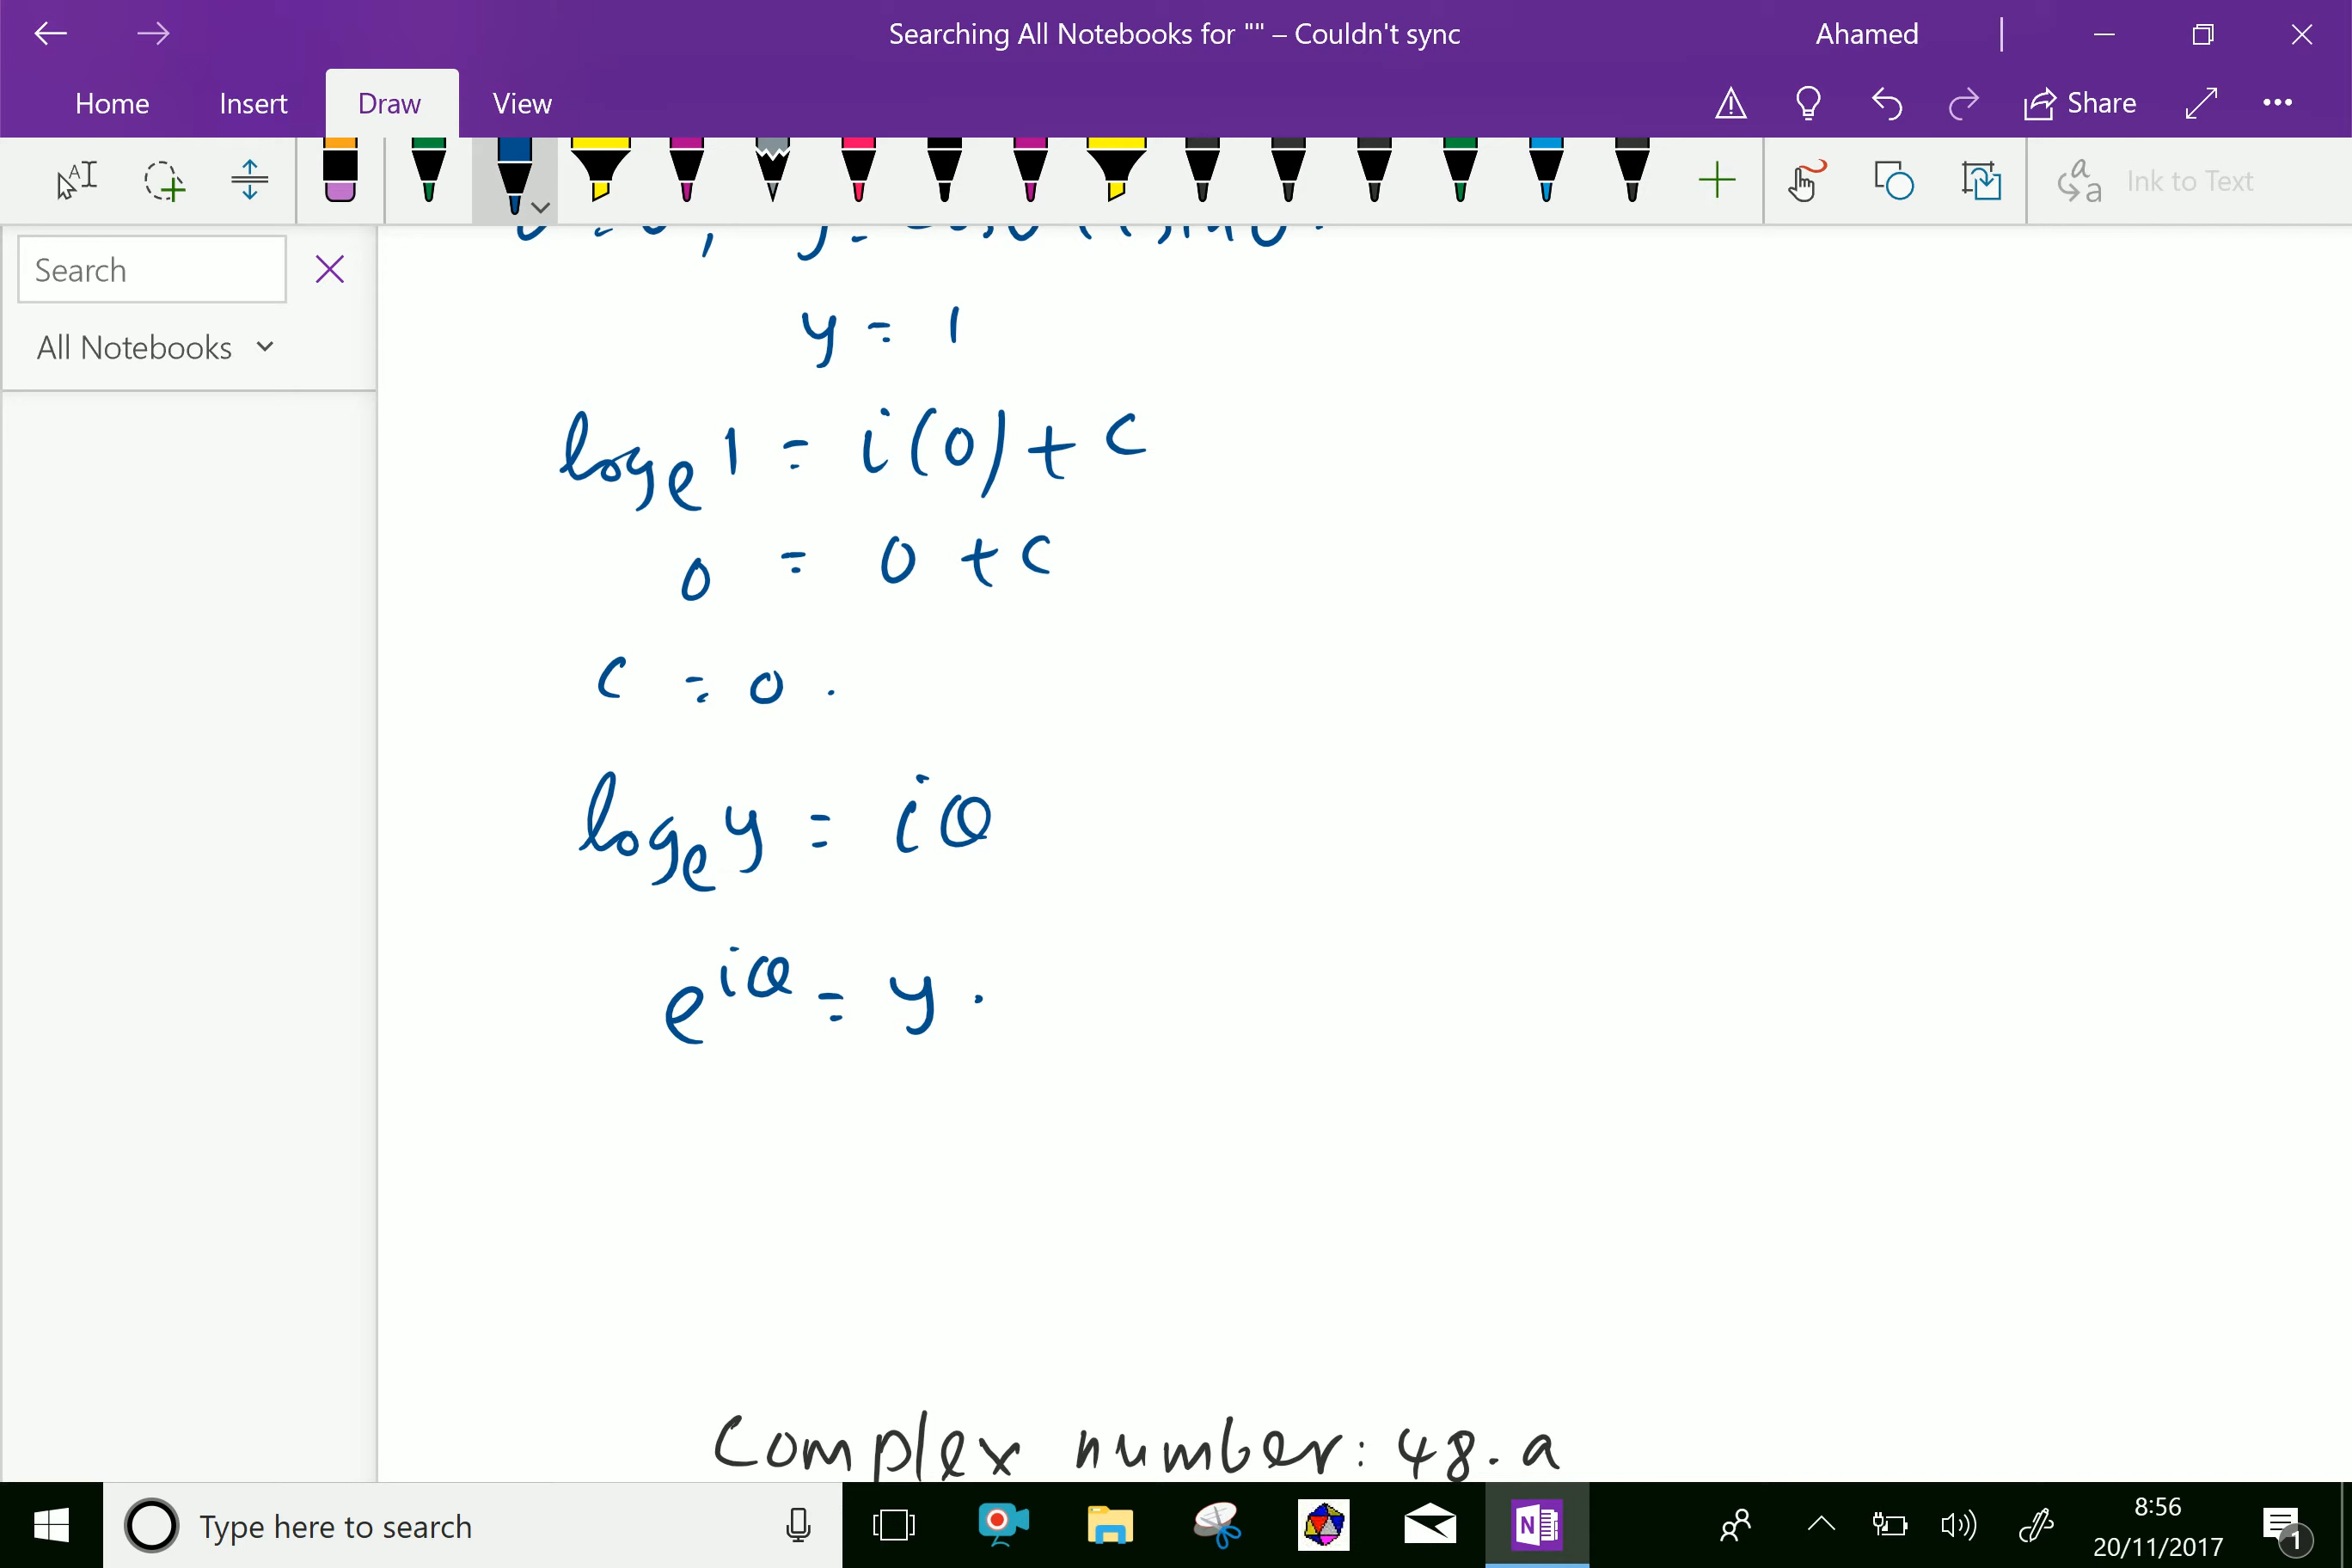 Searching All Notebooks for "" – Couldn't sync
Ahamed
Home Insert Draw View
Share
Ink to Text
Search
All Notebooks
y = 1
logₑ 1 = i(0) + c
0 = 0 + c
c = 0 .
logₑ y = iθ
e^{iθ} = y .
Complex number: 48.a
Type here to search
8:56
20/11/2017
1